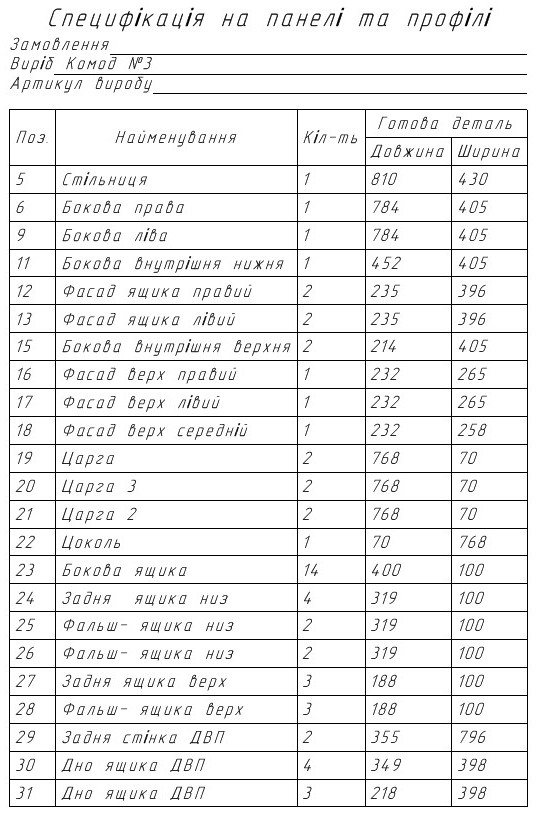 Специфікація на панелі та профілі
Замовлення
Виріб Комод №3
Артикул виробу
Поз. Найменування Кіл-ть Готова деталь
Довжина Ширина
5 Стільниця 1 810 430
6 Бокова права 1 784 405
9 Бокова ліва 1 784 405
11 Бокова внутрішня нижня 1 452 405
12 Фасад ящика правий 2 235 396
13 Фасад ящика лівий 2 235 396
15 Бокова внутрішня верхня 2 214 405
16 Фасад верх правий 1 232 265
17 Фасад верх лівий 1 232 265
18 Фасад верх середній 1 232 258
19 Царга 2 768 70
20 Царга 3 2 768 70
21 Царга 2 2 768 70
22 Цоколь 1 70 768
23 Бокова ящика 14 400 100
24 Задня ящика низ 4 319 100
25 Фальш- ящика низ 2 319 100
26 Фальш- ящика низ 2 319 100
27 Задня ящика верх 3 188 100
28 Фальш- ящика верх 3 188 100
29 Задня стінка ДВП 2 355 796
30 Дно ящика ДВП 4 349 398
31 Дно ящика ДВП 3 218 398